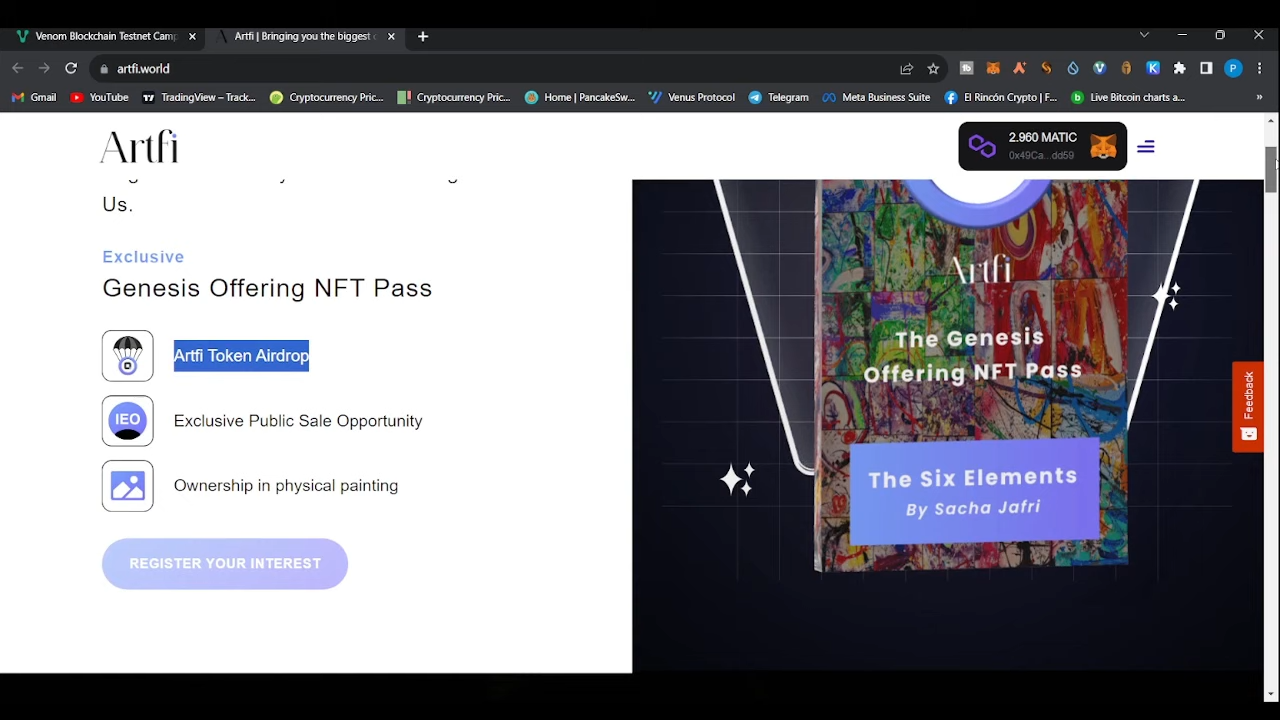 Venom Blockchain Testnet Camp
Artfi | Bringing you the biggest
artfi.world
Gmail
YouTube
TradingView – Track...
Cryptocurrency Pric...
Cryptocurrency Pric...
Home | PancakeSw...
Venus Protocol
Telegram
Meta Business Suite
El Rincón Crypto | F...
Live Bitcoin charts a...
»
Artfi
2.960 MATIC
0x49Ca...dd59
Us.
Exclusive
Genesis Offering NFT Pass
Artfi Token Airdrop
IEO
Exclusive Public Sale Opportunity
Ownership in physical painting
REGISTER YOUR INTEREST
Artfi
The Genesis
Offering NFT Pass
The Six Elements
By Sacha Jafri
Feedback